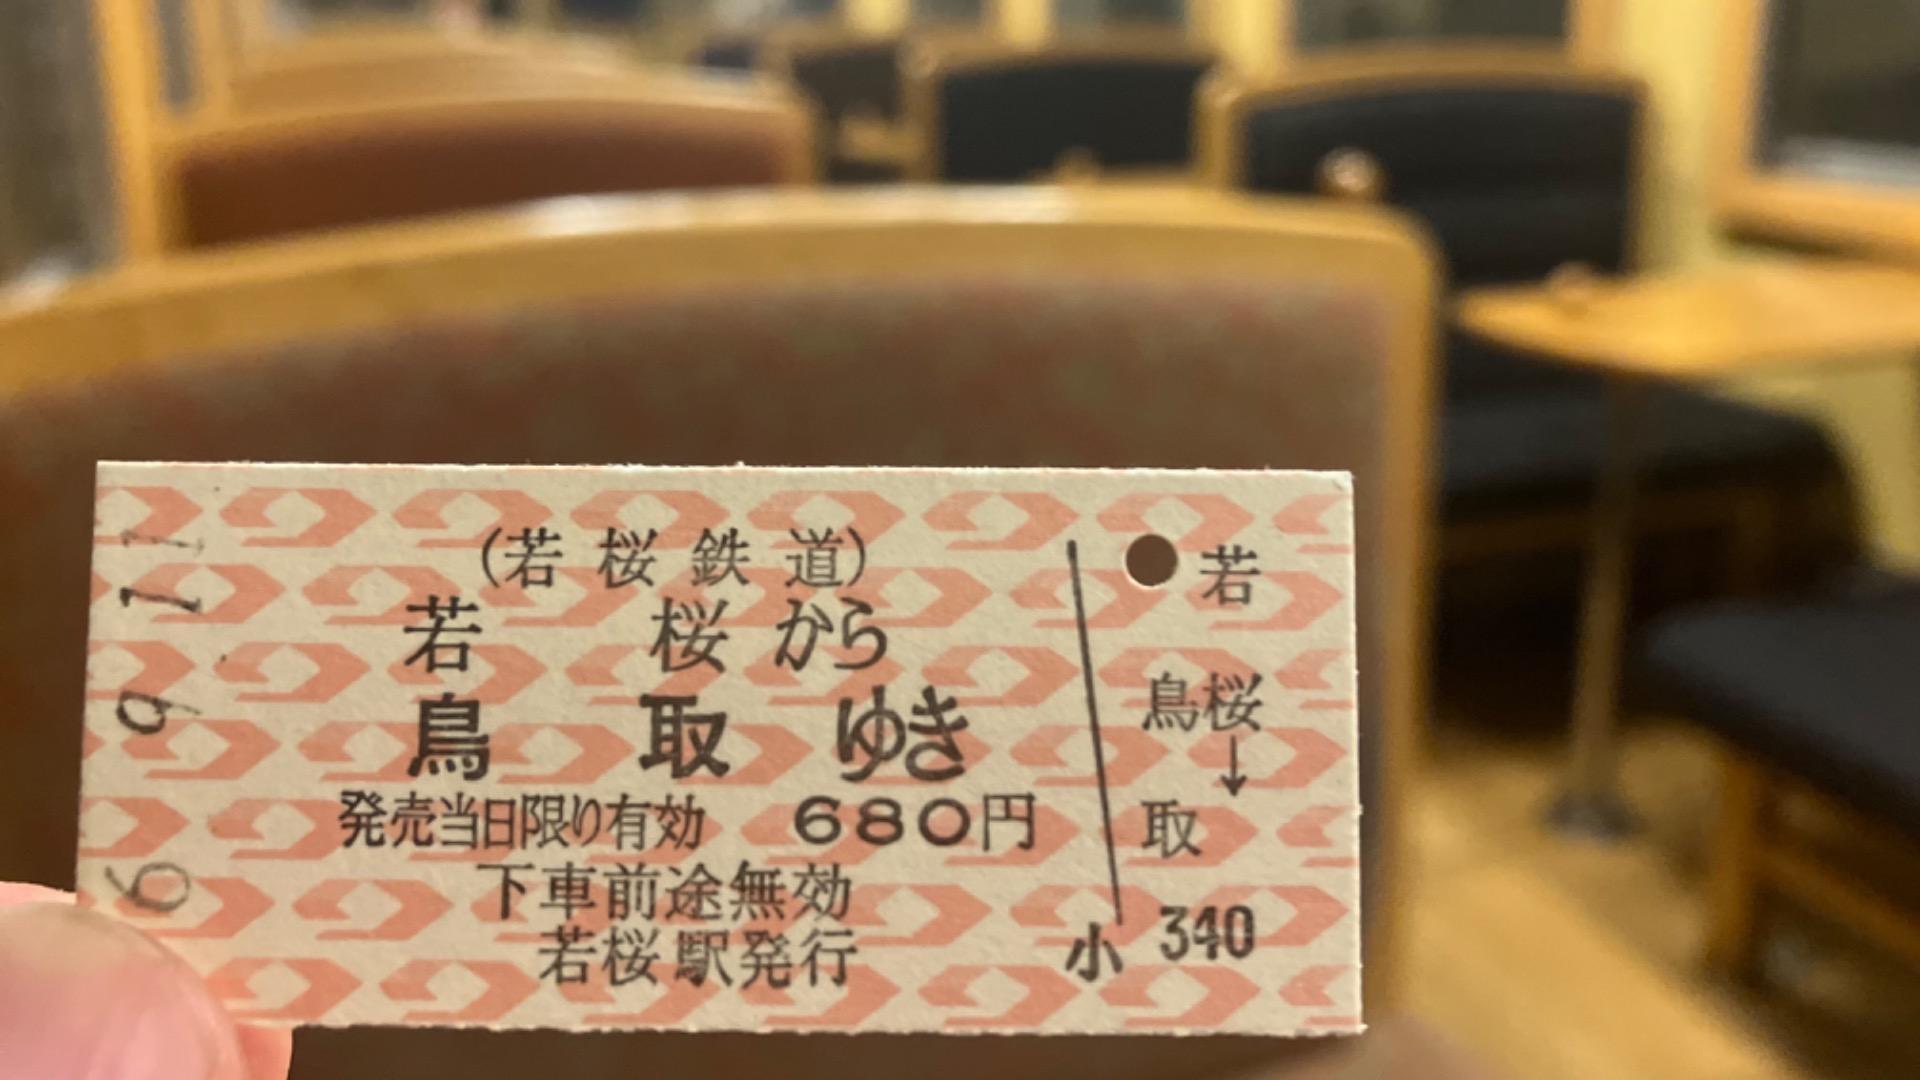 (若桜鉄道)
若桜から
鳥取ゆき
発売当日限り有効 680円
下車前途無効
若桜駅発行
若桜
↓
鳥取
小 340